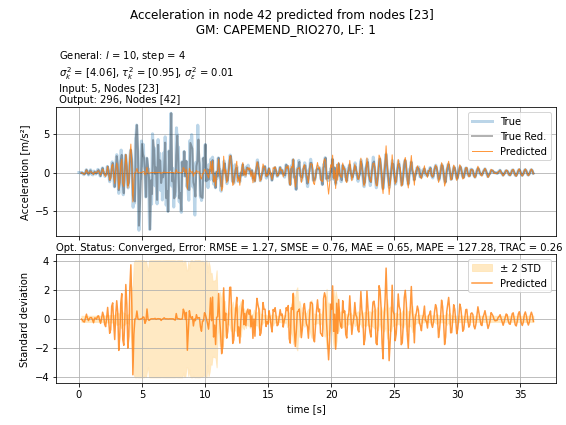 Acceleration in node 42 predicted from nodes [23]
GM: CAPEMEND_RIO270, LF: 1
General: l = 10, step = 4
σ²ₖ = [4.06], τ²ₖ = [0.95], σ²ε = 0.01
Input: 5, Nodes [23]
Output: 296, Nodes [42]
Acceleration [m/s²]
5
0
−5
True
True Red.
Predicted
Opt. Status: Converged, Error: RMSE = 1.27, SMSE = 0.76, MAE = 0.65, MAPE = 127.28, TRAC = 0.26
Standard deviation
4
2
0
−2
−4
± 2 STD
Predicted
0 5 10 15 20 25 30 35
time [s]